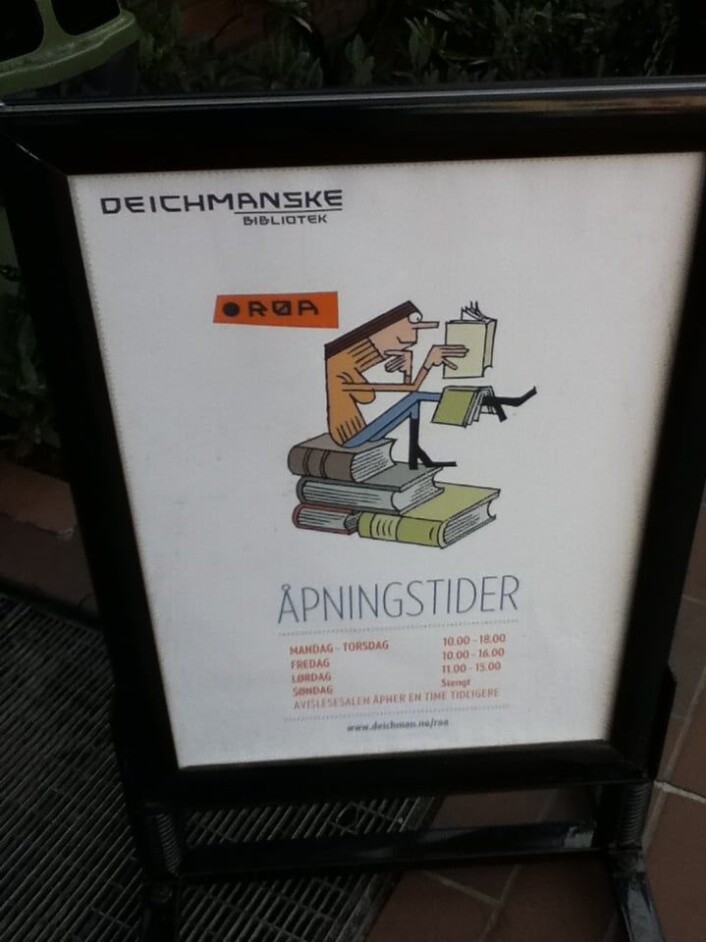 DEICHMANSKE
BIBLIOTEK
RØA
ÅPNINGSTIDER
MANDAG - TORSDAG 10.00 - 18.00
FREDAG 10.00 - 16.00
LØRDAG 11.00 - 15.00
SØNDAG Stengt
AVISLESESALEN ÅPNER EN TIME TIDLIGERE
www.deichman.no/roa